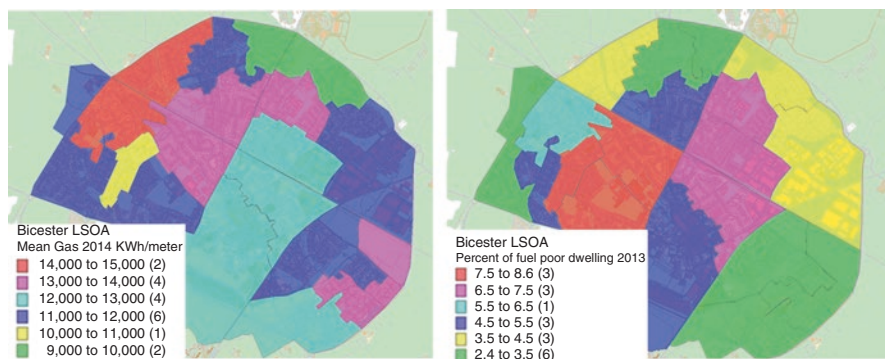 Bicester LSOA
Mean Gas 2014 KWh/meter
14,000 to 15,000 (2)
13,000 to 14,000 (4)
12,000 to 13,000 (4)
11,000 to 12,000 (6)
10,000 to 11,000 (1)
9,000 to 10,000 (2)
Bicester LSOA
Percent of fuel poor dwelling 2013
7.5 to 8.6 (3)
6.5 to 7.5 (3)
5.5 to 6.5 (1)
4.5 to 5.5 (3)
3.5 to 4.5 (3)
2.4 to 3.5 (6)